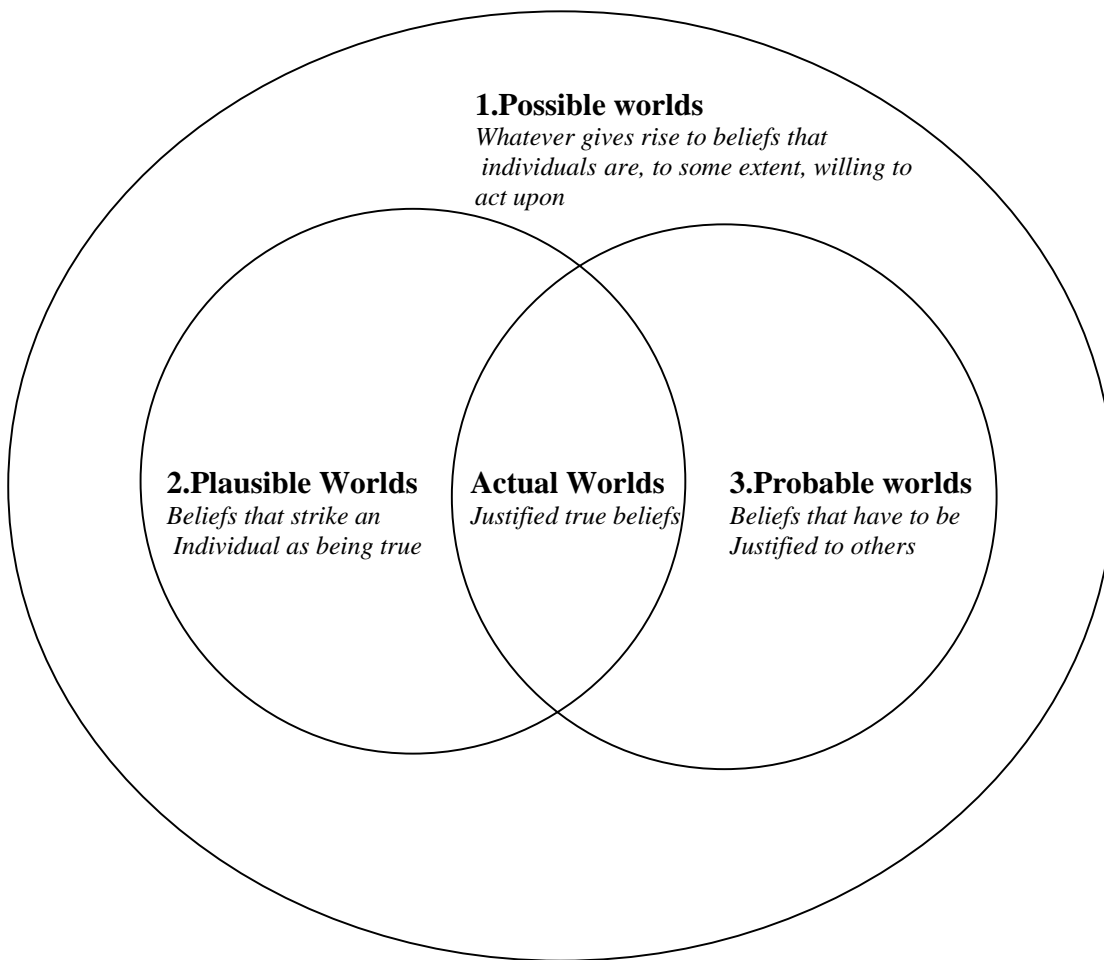 1.Possible worlds
Whatever gives rise to beliefs that
individuals are, to some extent, willing to
act upon
2.Plausible Worlds
Beliefs that strike an
Individual as being true
Actual Worlds
Justified true beliefs
3.Probable worlds
Beliefs that have to be
Justified to others